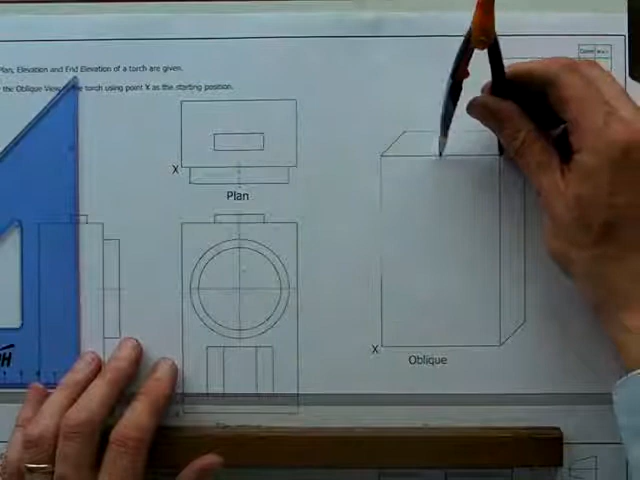 Plan, Elevation and End Elevation of a torch are given.
the Oblique View torch using point X as the starting position.
X
Plan
X
Oblique